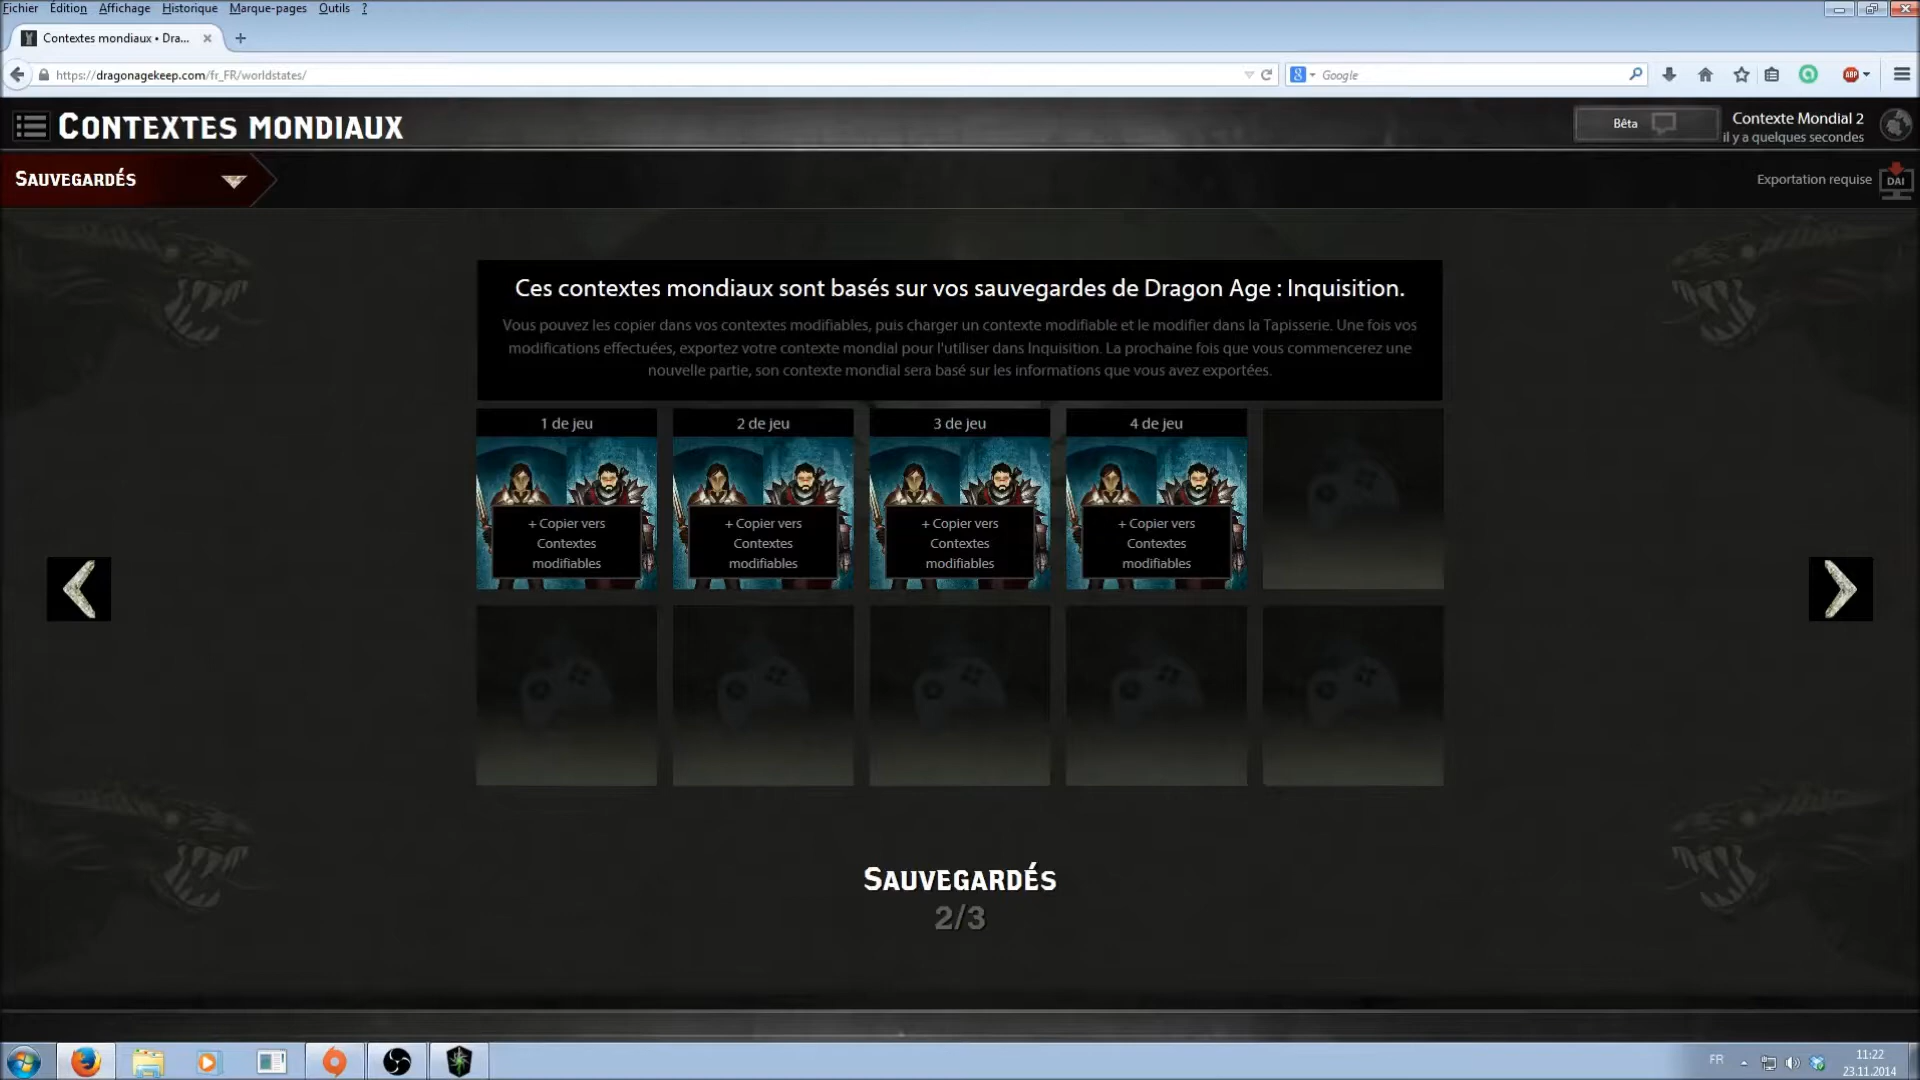 Fichier Édition Affichage Historique Marque-pages Outils ?
Contextes mondiaux • Dra...
https://dragonagekeep.com/fr_FR/worldstates/
Google
ABP
CONTEXTES MONDIAUX
Bêta
Contexte Mondial 2
il y a quelques secondes
SAUVEGARDÉS
Exportation requise
DAI
Ces contextes mondiaux sont basés sur vos sauvegardes de Dragon Age : Inquisition.
Vous pouvez les copier dans vos contextes modifiables, puis charger un contexte modifiable et le modifier dans la Tapisserie. Une fois vos
modifications effectuées, exportez votre contexte mondial pour l'utiliser dans Inquisition. La prochaine fois que vous commencerez une
nouvelle partie, son contexte mondial sera basé sur les informations que vous avez exportées.
1 de jeu
2 de jeu
3 de jeu
4 de jeu
+ Copier vers
Contextes
modifiables
+ Copier vers
Contextes
modifiables
+ Copier vers
Contextes
modifiables
+ Copier vers
Contextes
modifiables
SAUVEGARDÉS
2/3
FR
11:22
23.11.2014